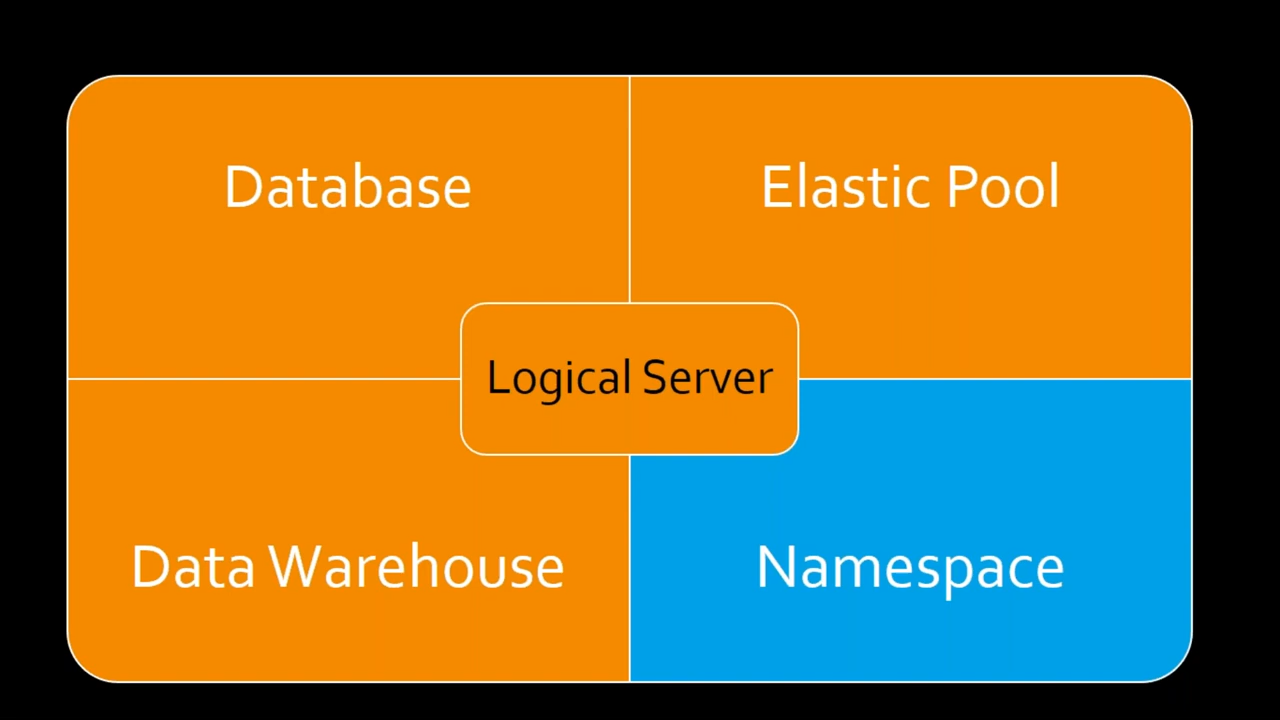 Database
Elastic Pool
Logical Server
Data Warehouse
Namespace